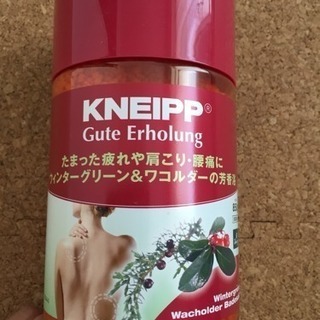 KNEIPP®
Gute Erholung
たまった疲れや肩こり・腰痛に
ウィンターグリーン＆ワコルダーの芳香浴
Wacholder